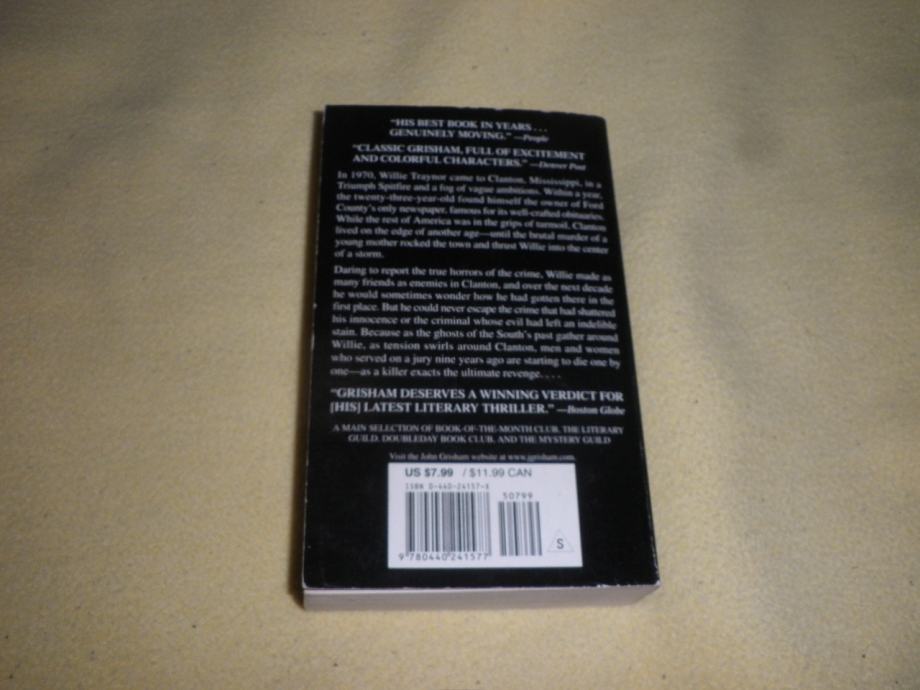 “HIS BEST BOOK IN YEARS . . .
GENUINELY MOVING.” —People
“CLASSIC GRISHAM, FULL OF EXCITEMENT
AND COLORFUL CHARACTERS.” —Denver Post
In 1970, Willie Traynor came to Clanton, Mississippi, in a
Triumph Spitfire and a fog of vague ambitions. Within a year,
the twenty-three-year-old found himself the owner of Ford
County’s only newspaper, famous for its well-crafted obituaries.
While the rest of America was in the grips of turmoil, Clanton
lived on the edge of another age—until the brutal murder of a
young mother rocked the town and thrust Willie into the center
of a storm.
Daring to report the true horrors of the crime, Willie made as
many friends as enemies in Clanton, and over the next decade
he would sometimes wonder how he had gotten there in the
first place. But he could never escape the crime that had shattered
his innocence or the criminal whose evil had left an indelible
stain. Because as the ghosts of the South’s past gather around
Willie, as tension swirls around Clanton, men and women
who served on a jury nine years ago are starting to die one by
one—as a killer exacts the ultimate revenge. . . .
“GRISHAM DESERVES A WINNING VERDICT FOR
[HIS] LATEST LITERARY THRILLER.” —Boston Globe
A MAIN SELECTION OF BOOK-OF-THE-MONTH CLUB, THE LITERARY
GUILD, DOUBLEDAY BOOK CLUB, AND THE MYSTERY GUILD
Visit the John Grisham website at www.jgrisham.com.
US $7.99 / $11.99 CAN
ISBN 0-440-24157-X
50799
9 780440 241577
S